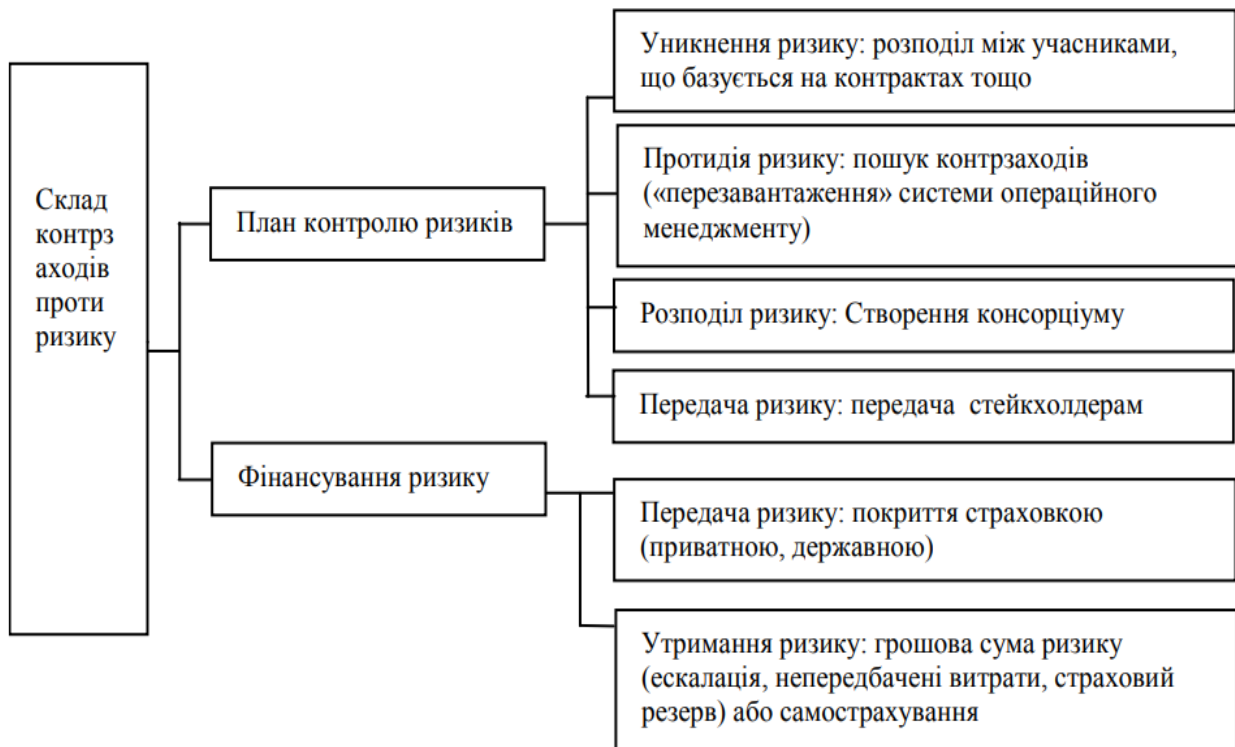 Склад
контрз
аходів
проти
ризику
План контролю ризиків
Уникнення ризику: розподіл між учасниками,
що базується на контрактах тощо
Протидія ризику: пошук контрзаходів
(«перезавантаження» системи операційного
менеджменту)
Розподіл ризику: Створення консорціуму
Передача ризику: передача стейкхолдерам
Фінансування ризику
Передача ризику: покриття страховкою
(приватною, державною)
Утримання ризику: грошова сума ризику
(ескалація, непередбачені витрати, страховий
резерв) або самострахування